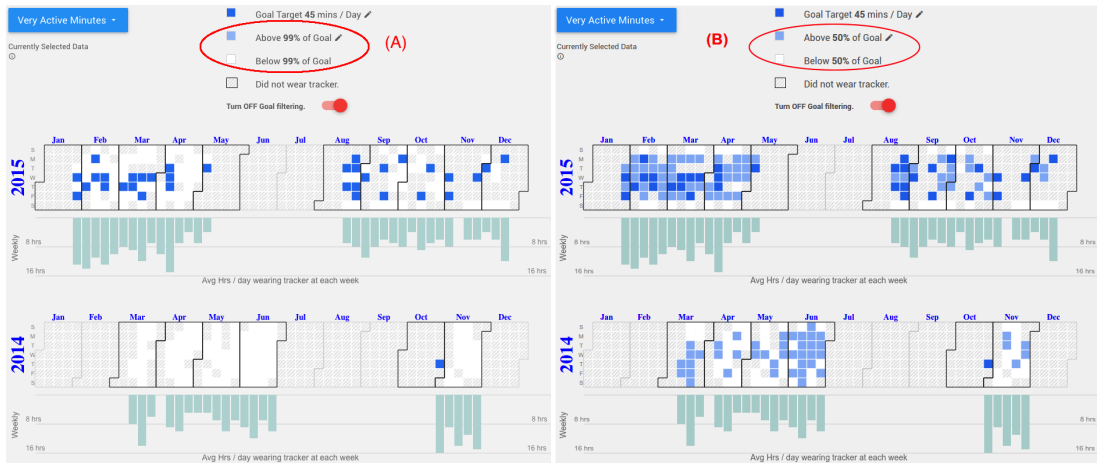 Very Active Minutes
Currently Selected Data
Goal Target 45 mins / Day
Above 99% of Goal
Below 99% of Goal
Did not wear tracker.
Turn OFF Goal filtering.
(A)
2015
Jan Feb Mar Apr May Jun Jul Aug Sep Oct Nov Dec
S
M
T
W
T
F
S
Weekly
8 hrs 8 hrs
16 hrs 16 hrs
Avg Hrs / day wearing tracker at each week
2014
Jan Feb Mar Apr May Jun Jul Aug Sep Oct Nov Dec
S
M
T
W
T
F
S
Weekly
8 hrs 8 hrs
16 hrs 16 hrs
Avg Hrs / day wearing tracker at each week
Very Active Minutes
Currently Selected Data
Goal Target 45 mins / Day
Above 50% of Goal
Below 50% of Goal
Did not wear tracker.
Turn OFF Goal filtering.
(B)
2015
Jan Feb Mar Apr May Jun Jul Aug Sep Oct Nov Dec
S
M
T
W
T
F
S
Weekly
8 hrs 8 hrs
16 hrs 16 hrs
Avg Hrs / day wearing tracker at each week
2014
Jan Feb Mar Apr May Jun Jul Aug Sep Oct Nov Dec
S
M
T
W
T
F
S
Weekly
8 hrs 8 hrs
16 hrs 16 hrs
Avg Hrs / day wearing tracker at each week